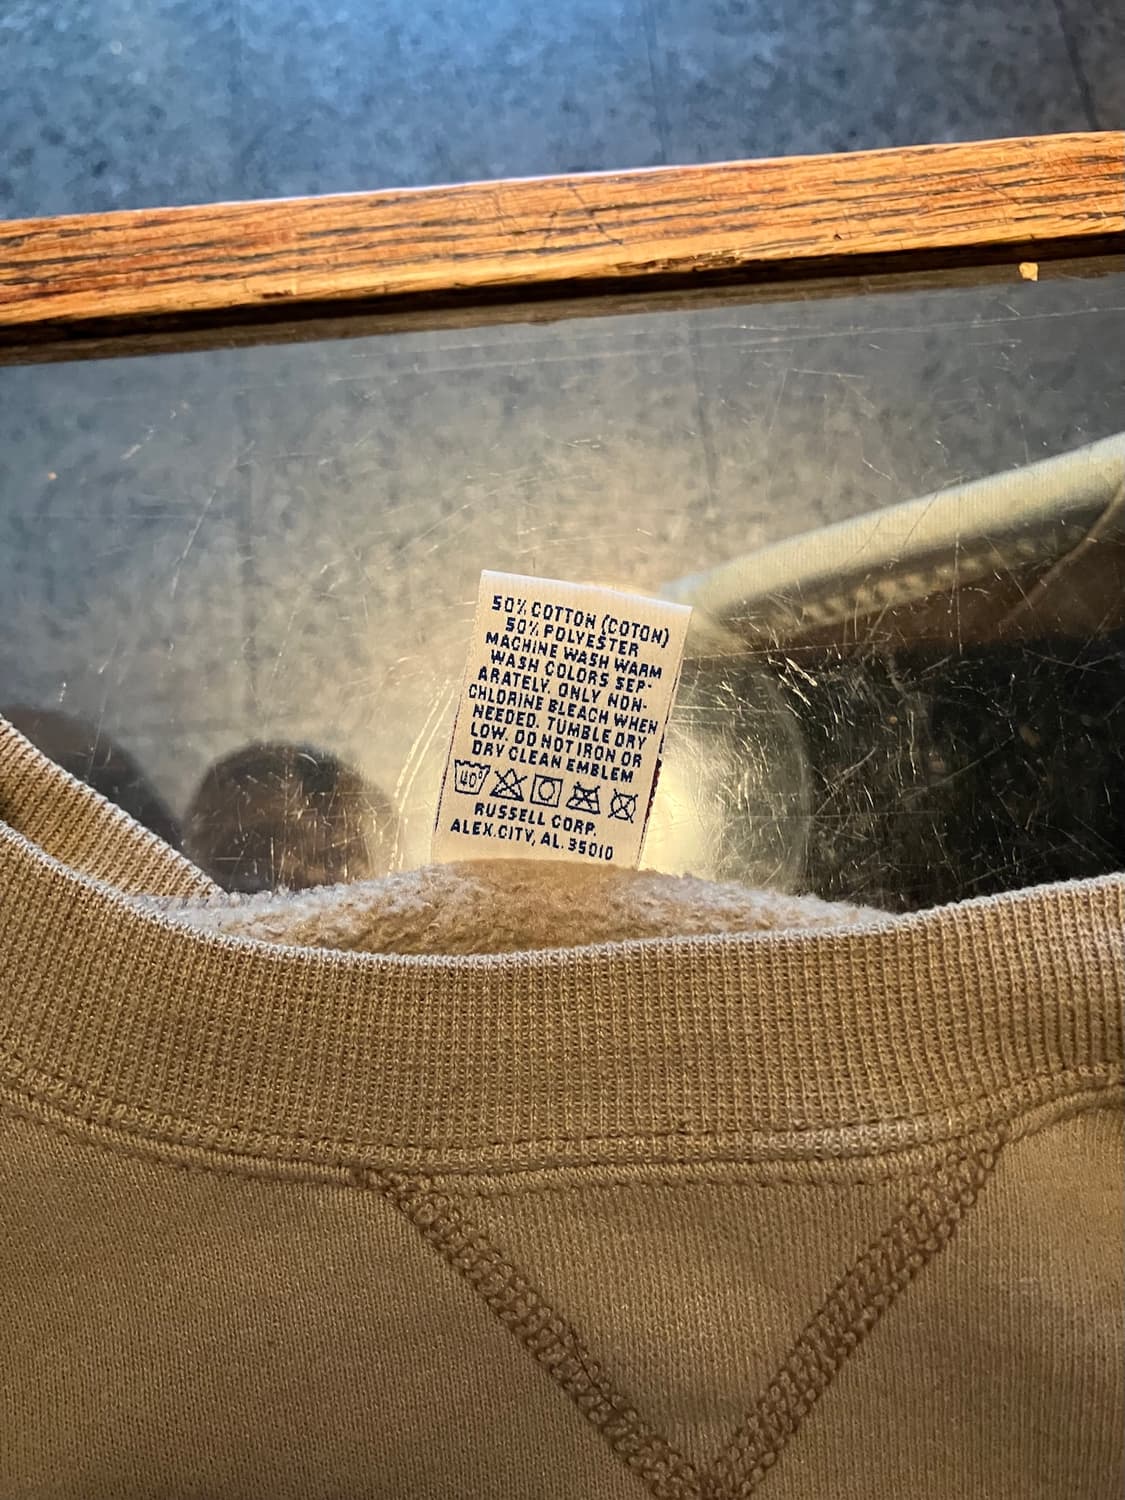 50% COTTON (COTON)
50% POLYESTER
MACHINE WASH WARM
WASH COLORS SEP-
ARATELY. ONLY NON-
CHLORINE BLEACH WHEN
NEEDED. TUMBLE DRY
LOW. DO NOT IRON OR
DRY CLEAN EMBLEM
40°
RUSSELL CORP.
ALEX.CITY, AL. 35010